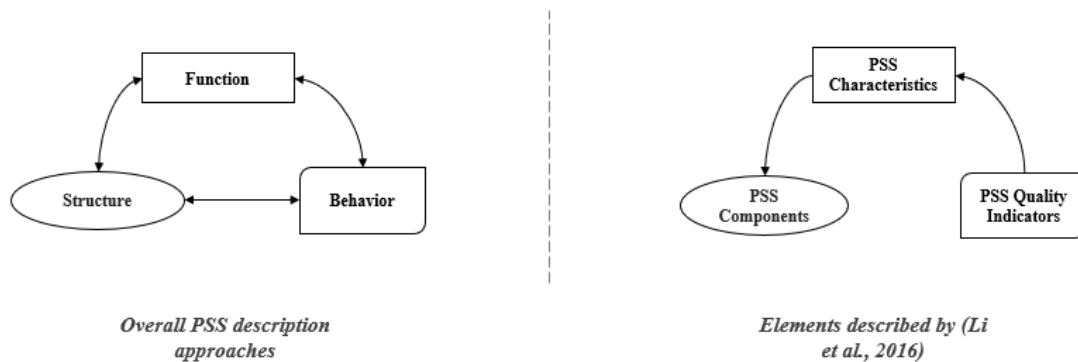 Function
Structure
Behavior
Overall PSS description
approaches
PSS
Characteristics
PSS
Components
PSS Quality
Indicators
Elements described by (Li
et al., 2016)